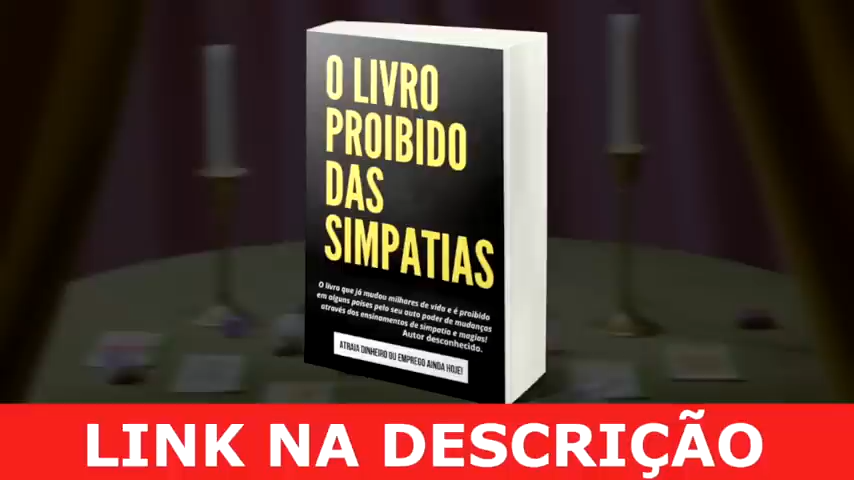 O LIVRO
PROIBIDO
DAS
SIMPATIAS
O livro que já mudou milhares de vida e é proibido
em alguns países pelo seu auto poder de mudanças
através dos ensinamentos de simpatia e magias!
Autor desconhecido.
ATRAIA DINHEIRO OU EMPREGO AINDA HOJE!
LINK NA DESCRIÇÃO